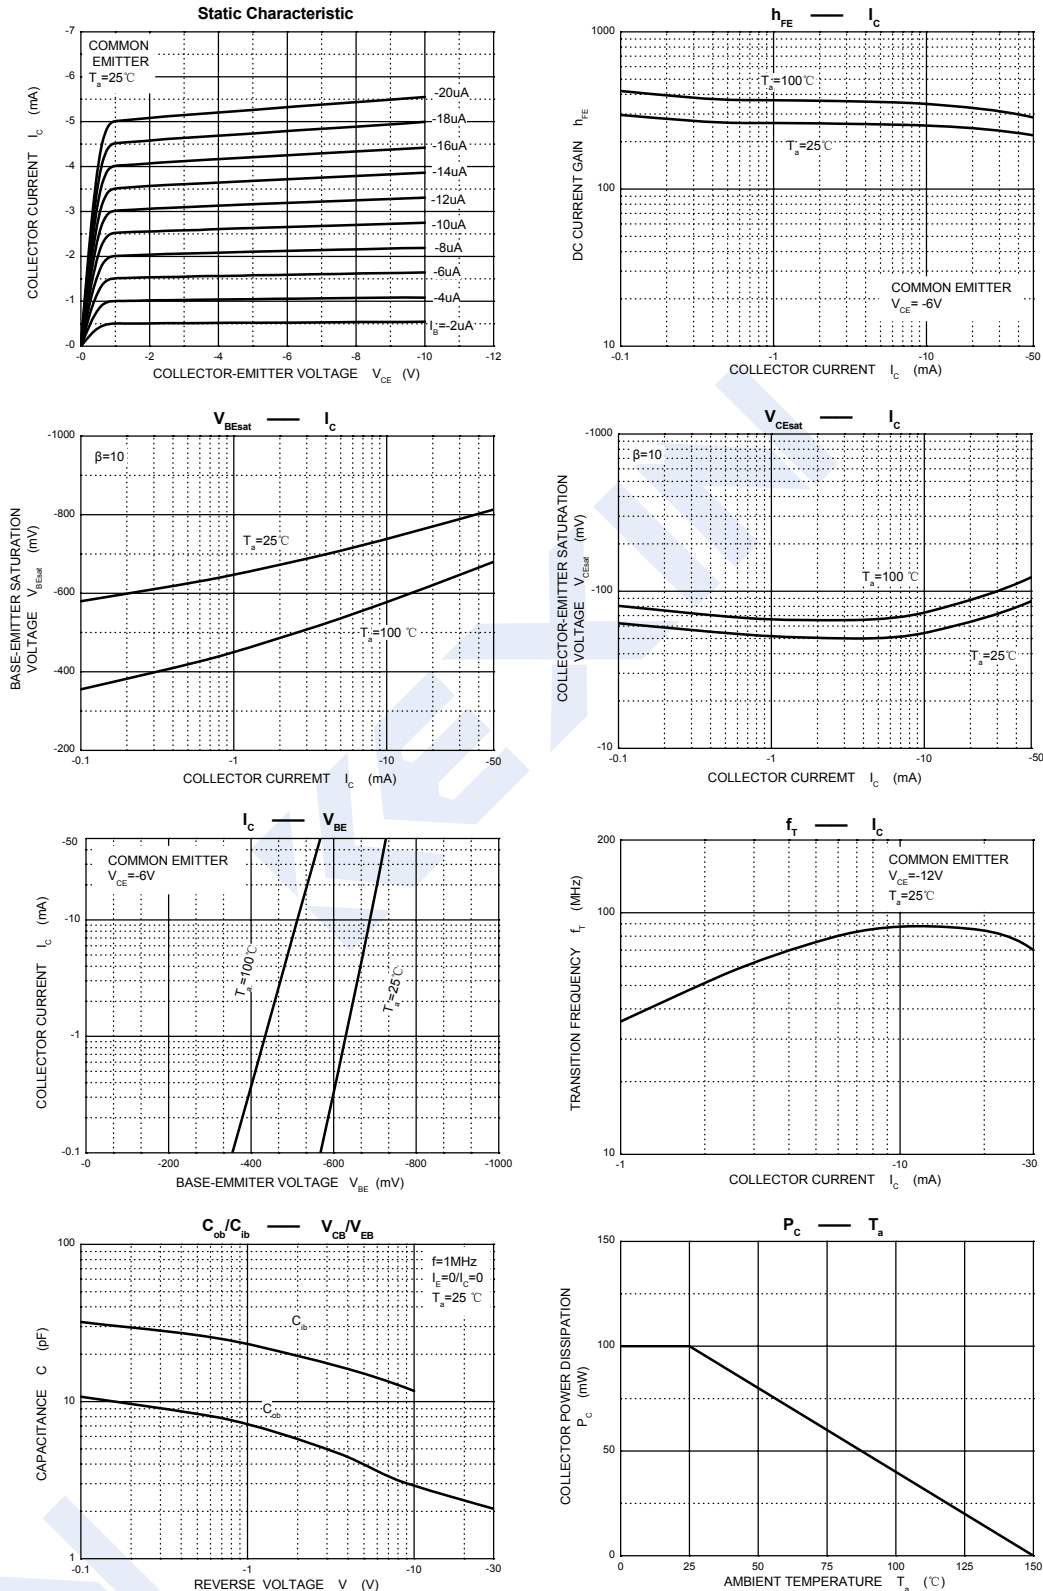 Static Characteristic
COMMON
EMITTER
Ta=25℃
-7
-6
-5
-4
-3
-2
-1
-0
-20uA
-18uA
-16uA
-14uA
-12uA
-10uA
-8uA
-6uA
-4uA
IB=-2uA
-0 -2 -4 -6 -8 -10 -12
COLLECTOR CURRENT IC (mA)
COLLECTOR-EMITTER VOLTAGE VCE (V)
hFE —— IC
1000
100
10
Ta=100℃
Ta=25℃
COMMON EMITTER
VCE= -6V
-0.1 -1 -10 -50
DC CURRENT GAIN hFE
COLLECTOR CURRENT IC (mA)
VBEsat —— IC
β=10
-1000
-800
-600
-400
-200
Ta=25℃
Ta=100 ℃
-0.1 -1 -10 -50
BASE-EMITTER SATURATION
VOLTAGE VBEsat (mV)
COLLECTOR CURREMT IC (mA)
VCEsat —— IC
β=10
-1000
-100
-10
Ta=100 ℃
Ta=25℃
-0.1 -1 -10 -50
COLLECTOR-EMITTER SATURATION
VOLTAGE VCEsat (mV)
COLLECTOR CURREMT IC (mA)
IC —— VBE
COMMON EMITTER
VCE=-6V
-50
-10
-1
-0.1
Ta=100℃
Ta=25℃
-0 -200 -400 -600 -800 -1000
COLLECTOR CURRENT IC (mA)
BASE-EMMITER VOLTAGE VBE (mV)
fT —— IC
COMMON EMITTER
VCE=-12V
Ta=25℃
200
100
10
-1 -10 -30
TRANSITION FREQUENCY fT (MHz)
COLLECTOR CURRENT IC (mA)
Cob/Cib —— VCB/VEB
f=1MHz
IE=0/IC=0
Ta=25 ℃
100
10
1
Cib
Cob
-0.1 -1 -10 -30
CAPACITANCE C (pF)
REVERSE VOLTAGE V (V)
PC —— Ta
150
100
50
0
0 25 50 75 100 125 150
COLLECTOR POWER DISSIPATION
PC (mW)
AMBIENT TEMPERATURE Ta (℃)
KEXIN